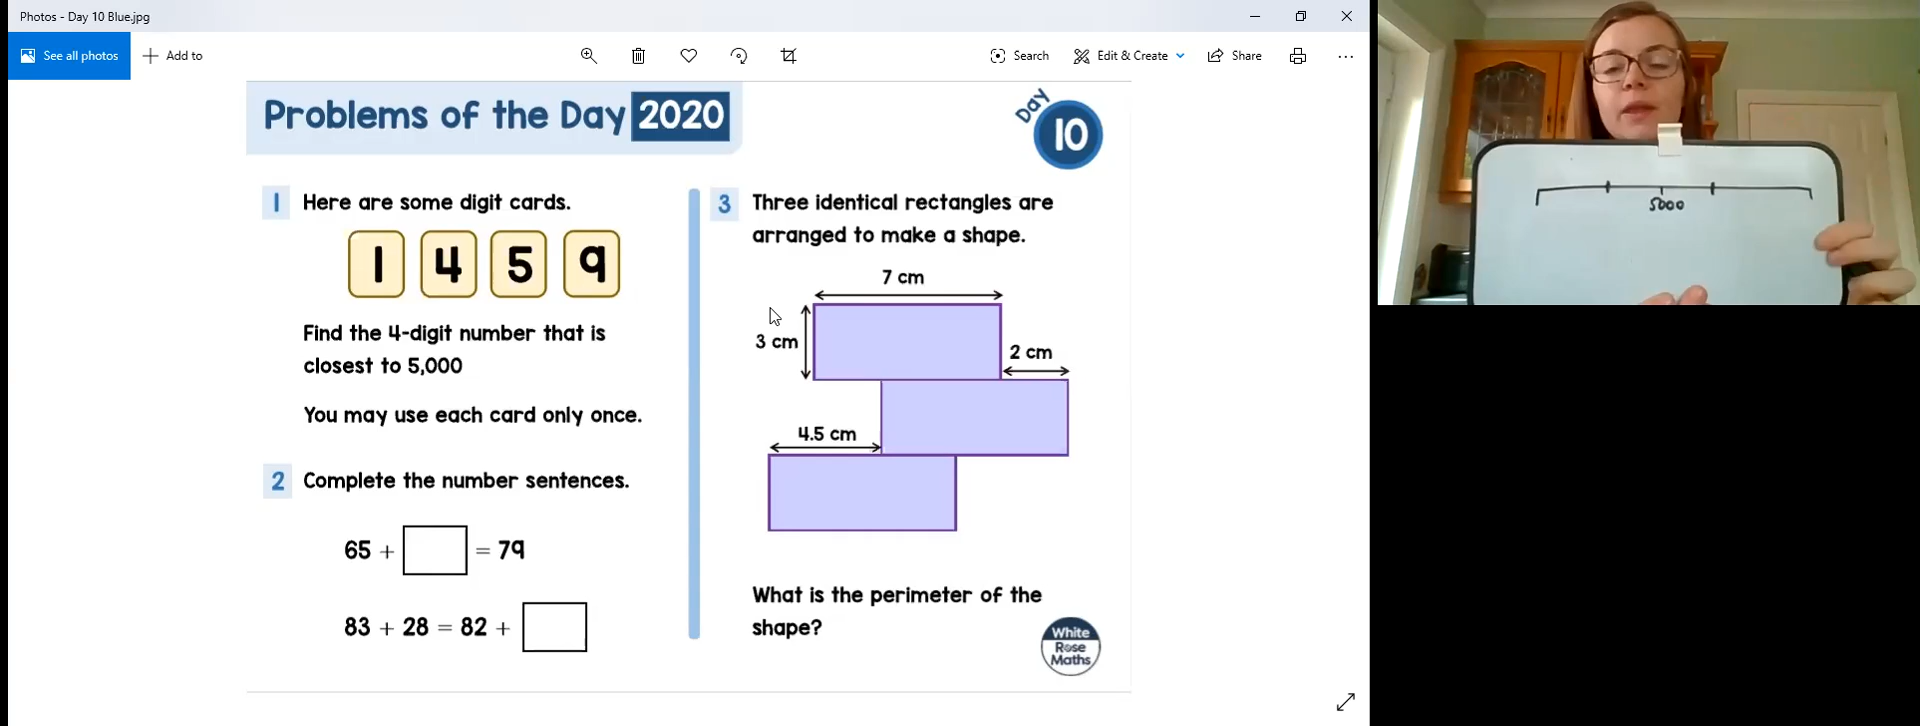 Photos - Day 10 Blue.jpg
See all photos
Add to
Search
Edit & Create
Share
Problems of the Day 2020
Day 10
1 Here are some digit cards.
1 4 5 9
Find the 4-digit number that is
closest to 5,000
You may use each card only once.
2 Complete the number sentences.
65 + = 79
83 + 28 = 82 +
3 Three identical rectangles are
arranged to make a shape.
7 cm
3 cm
2 cm
4.5 cm
What is the perimeter of the
shape?
White
Rose
Maths
5000